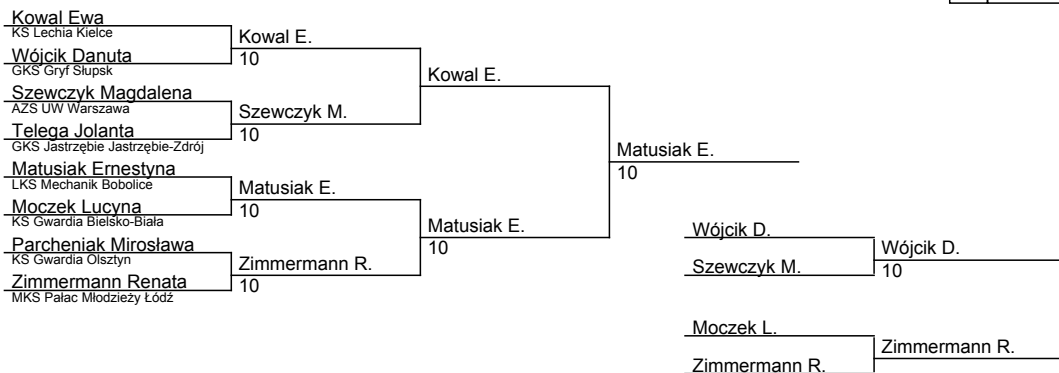 Kowal Ewa
KS Lechia Kielce
Wójcik Danuta
GKS Gryf Słupsk
Szewczyk Magdalena
AZS UW Warszawa
Telega Jolanta
GKS Jastrzębie Jastrzębie-Zdrój
Matusiak Ernestyna
LKS Mechanik Bobolice
Moczek Lucyna
KS Gwardia Bielsko-Biała
Parcheniak Mirosława
KS Gwardia Olsztyn
Zimmermann Renata
MKS Pałac Młodzieży Łódź
Kowal E.
10
Szewczyk M.
10
Matusiak E.
10
Zimmermann R.
10
Kowal E.
Matusiak E.
10
Matusiak E.
10
Wójcik D.
Szewczyk M.
Wójcik D.
10
Moczek L.
Zimmermann R.
Zimmermann R.